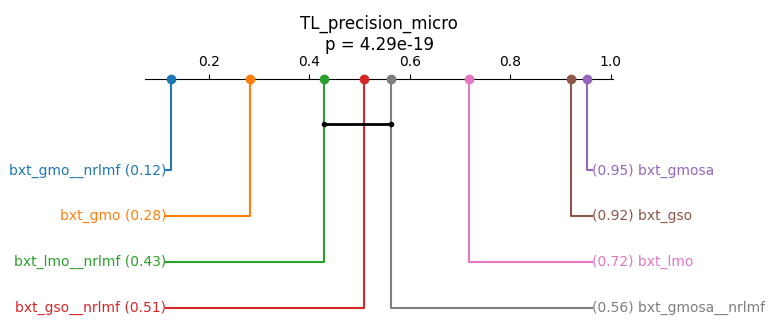 TL_precision_micro
p = 4.29e-19
0.2 0.4 0.6 0.8 1.0
bxt_gmo__nrlmf (0.12) (0.95) bxt_gmosa
bxt_gmo (0.28) (0.92) bxt_gso
bxt_lmo__nrlmf (0.43) (0.72) bxt_lmo
bxt_gso__nrlmf (0.51) (0.56) bxt_gmosa__nrlmf